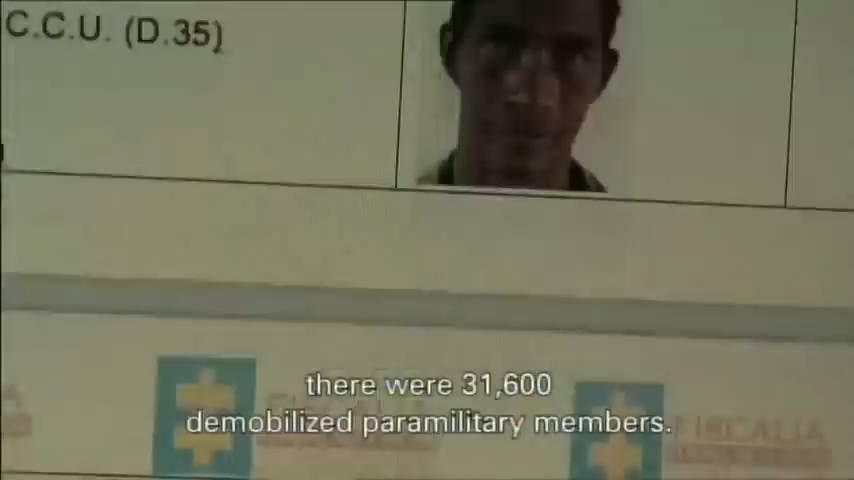 C.C.U. (D.35)
there were 31,600
demobilized paramilitary members.
FISCALIA